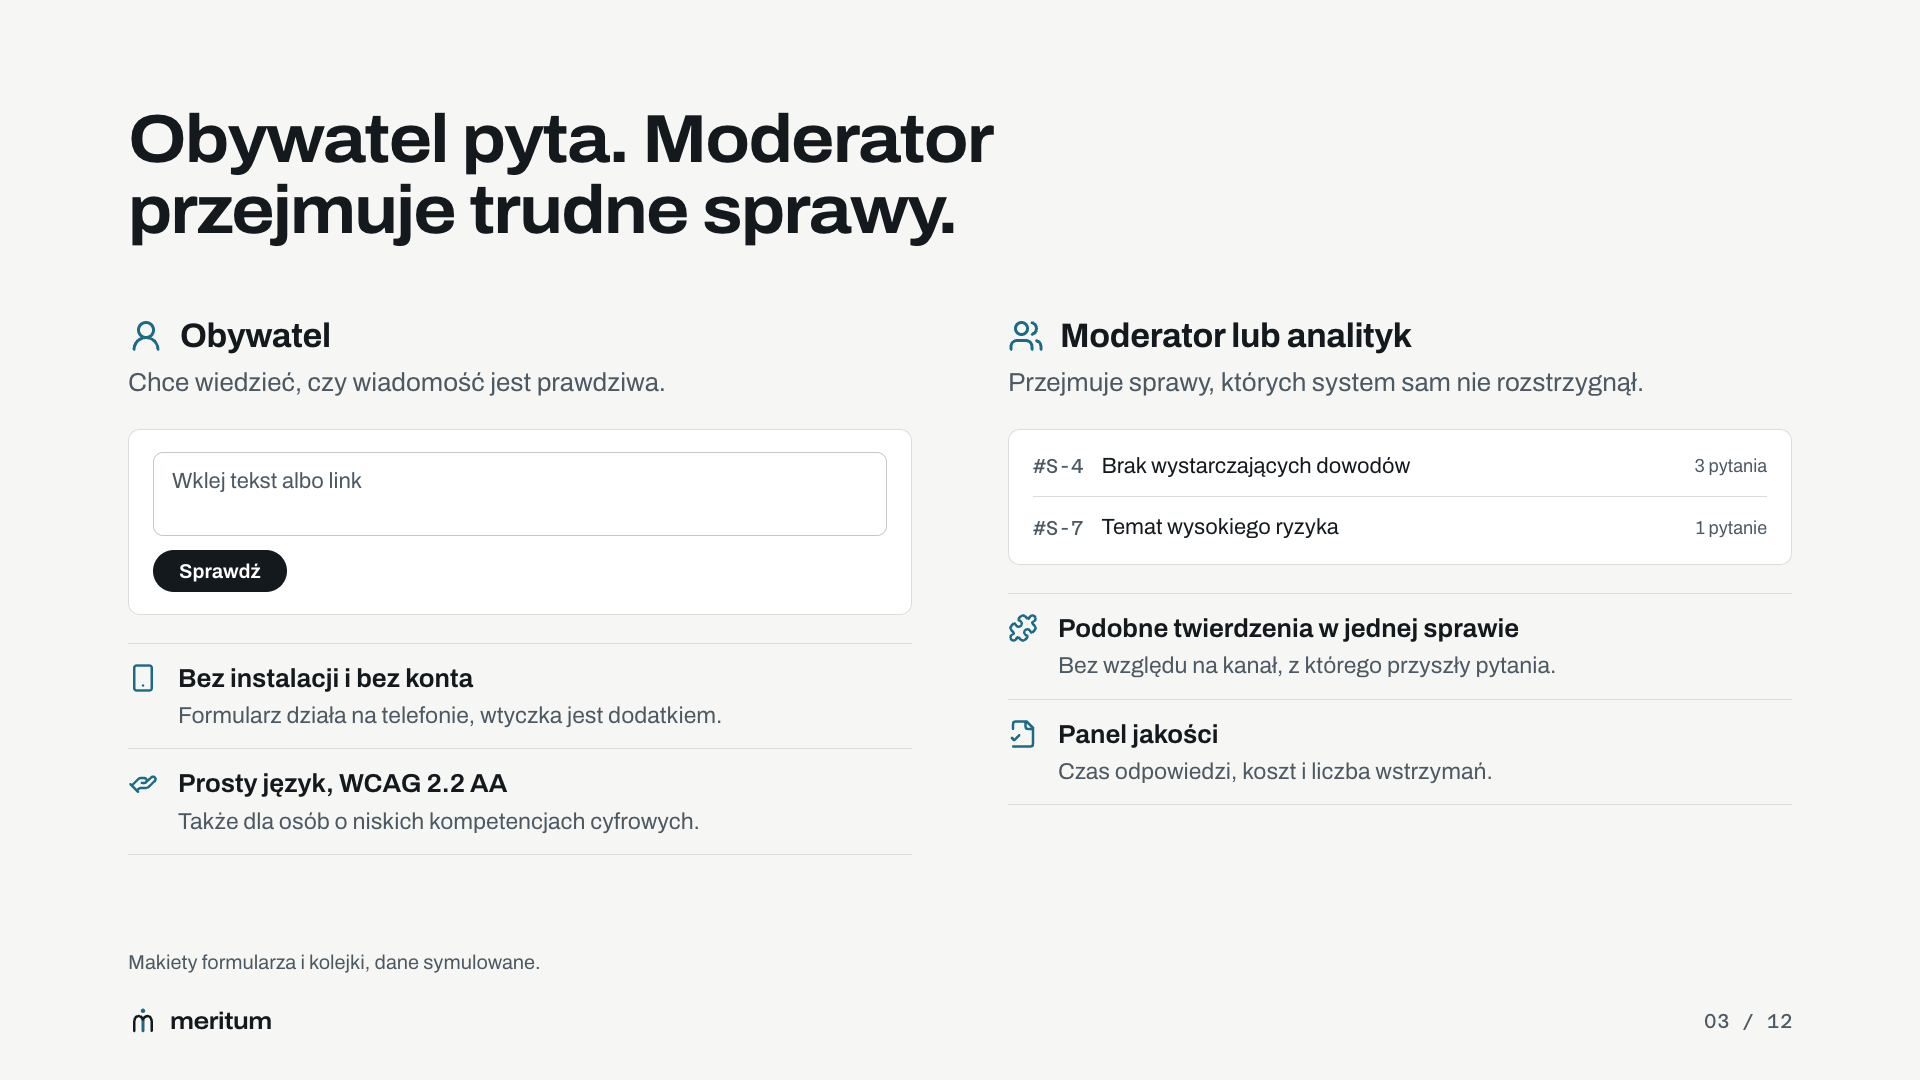 Obywatel pyta. Moderator
przejmuje trudne sprawy.
Obywatel
Chce wiedzieć, czy wiadomość jest prawdziwa.
Wklej tekst albo link
Sprawdź
Bez instalacji i bez konta
Formularz działa na telefonie, wtyczka jest dodatkiem.
Prosty język, WCAG 2.2 AA
Także dla osób o niskich kompetencjach cyfrowych.
Moderator lub analityk
Przejmuje sprawy, których system sam nie rozstrzygnął.
#S-4 Brak wystarczających dowodów 3 pytania
#S-7 Temat wysokiego ryzyka 1 pytanie
Podobne twierdzenia w jednej sprawie
Bez względu na kanał, z którego przyszły pytania.
Panel jakości
Czas odpowiedzi, koszt i liczba wstrzymań.
Makiety formularza i kolejki, dane symulowane.
meritum
03 / 12